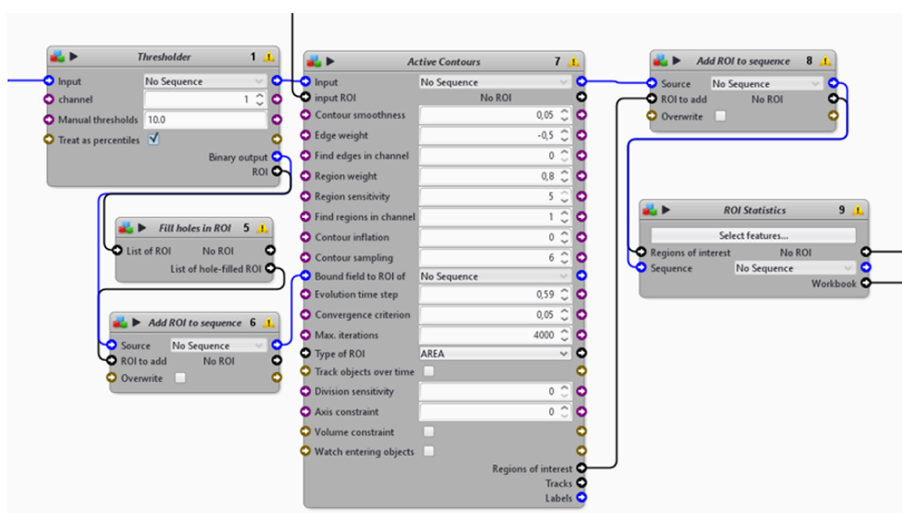 Thresholder 1
Input No Sequence
channel 1
Manual thresholds 10.0
Treat as percentiles
Binary output
ROI
Fill holes in ROI 5
List of ROI No ROI
List of hole-filled ROI
Add ROI to sequence 6
Source No Sequence
ROI to add No ROI
Overwrite
Active Contours 7
Input No Sequence
input ROI No ROI
Contour smoothness 0,05
Edge weight -0,5
Find edges in channel 0
Region weight 0,8
Region sensitivity 5
Find regions in channel 1
Contour inflation 0
Contour sampling 6
Bound field to ROI of No Sequence
Evolution time step 0,59
Convergence criterion 0,05
Max. iterations 4000
Type of ROI AREA
Track objects over time
Division sensitivity 0
Axis constraint 0
Volume constraint
Watch entering objects
Regions of interest
Tracks
Labels
Add ROI to sequence 8
Source No Sequence
ROI to add No ROI
Overwrite
ROI Statistics 9
Select features...
Regions of interest No ROI
Sequence No Sequence
Workbook